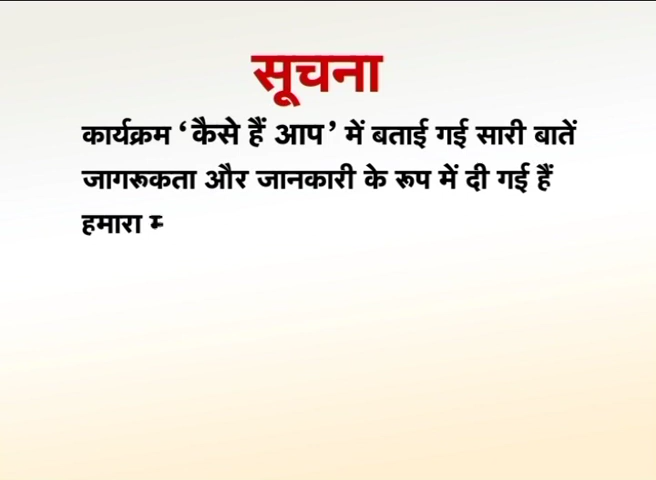 सूचना
कार्यक्रम ‘कैसे हैं आप’ में बताई गई सारी बातें
जागरूकता और जानकारी के रूप में दी गई हैं
हमारा